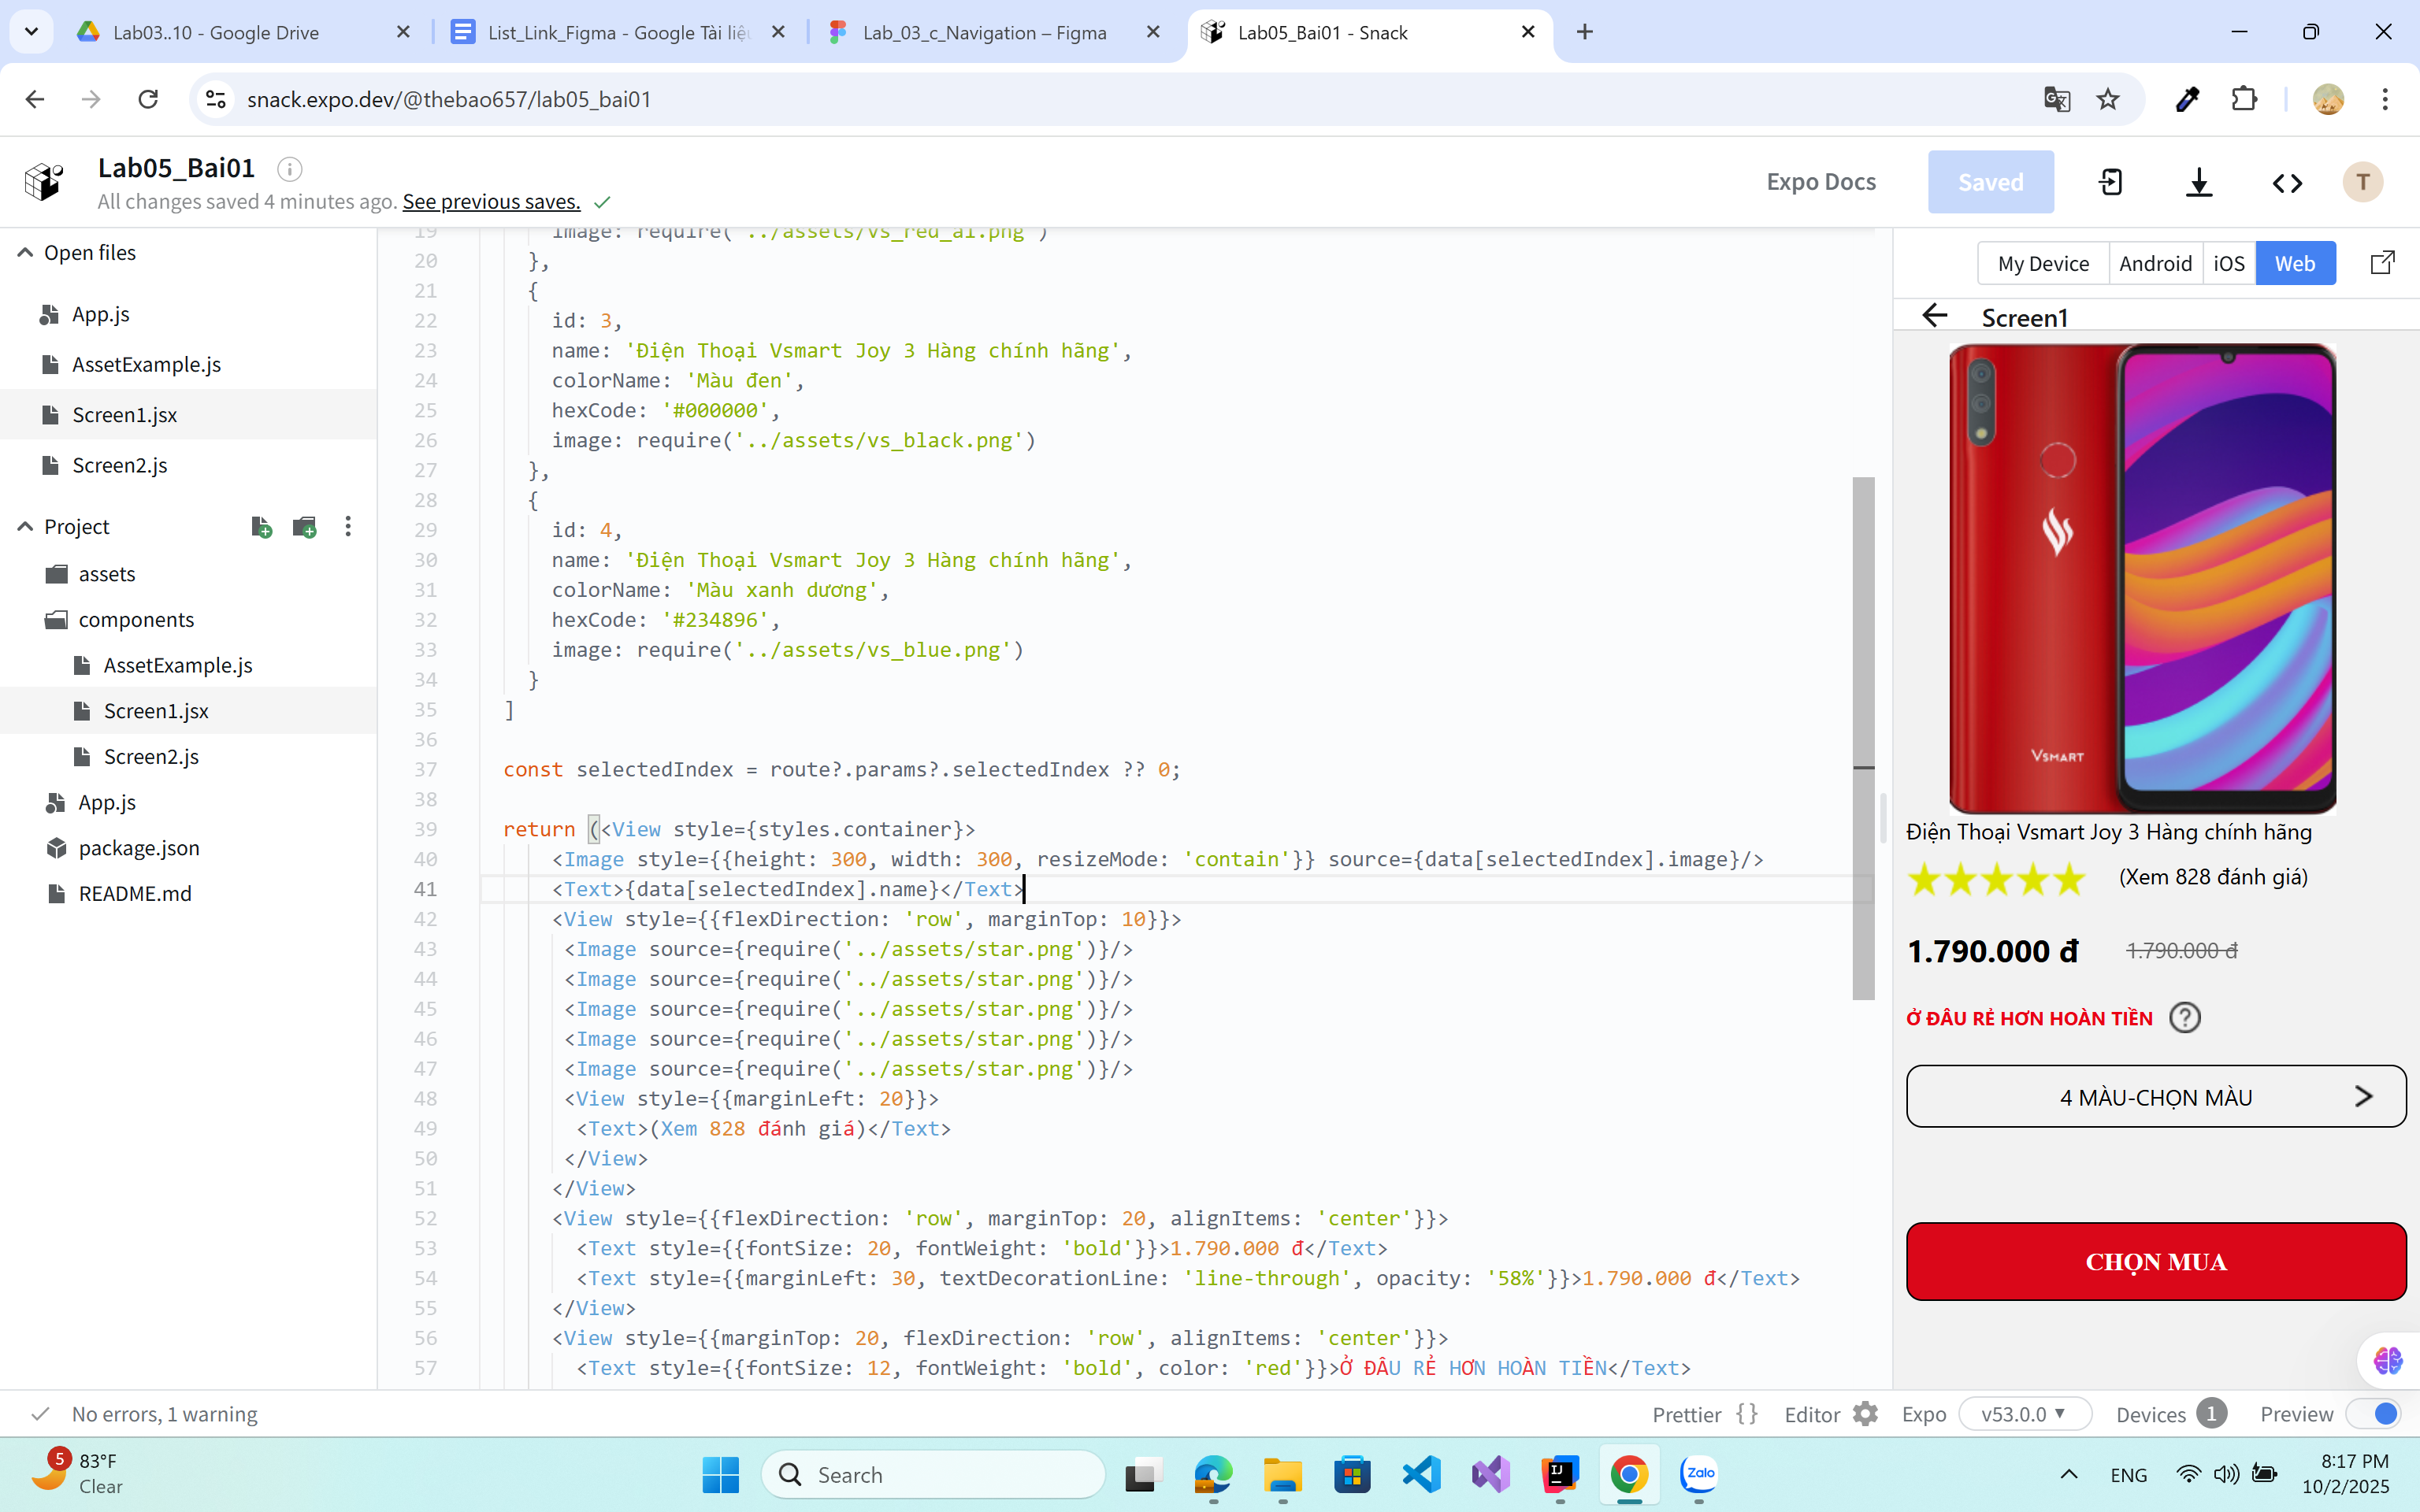 Lab03..10 - Google Drive
List_Link_Figma - Google Tài liệu
Lab_03_c_Navigation – Figma
Lab05_Bai01 - Snack
snack.expo.dev/@thebao657/lab05_bai01
Lab05_Bai01
All changes saved 4 minutes ago. See previous saves.
Expo Docs
Saved
T
Open files
App.js
AssetExample.js
Screen1.jsx
Screen2.js
Project
assets
components
AssetExample.js
Screen1.jsx
Screen2.js
App.js
package.json
README.md
19 image: require('../assets/vs_red_a1.png')
20 },
21 {
22 id: 3,
23 name: 'Điện Thoại Vsmart Joy 3 Hàng chính hãng',
24 colorName: 'Màu đen',
25 hexCode: '#000000',
26 image: require('../assets/vs_black.png')
27 },
28 {
29 id: 4,
30 name: 'Điện Thoại Vsmart Joy 3 Hàng chính hãng',
31 colorName: 'Màu xanh dương',
32 hexCode: '#234896',
33 image: require('../assets/vs_blue.png')
34 }
35 ]
36
37 const selectedIndex = route?.params?.selectedIndex ?? 0;
38
39 return (<View style={styles.container}>
40 <Image style={{height: 300, width: 300, resizeMode: 'contain'}} source={data[selectedIndex].image}/>
41 <Text>{data[selectedIndex].name}</Text>
42 <View style={{flexDirection: 'row', marginTop: 10}}>
43 <Image source={require('../assets/star.png')}/>
44 <Image source={require('../assets/star.png')}/>
45 <Image source={require('../assets/star.png')}/>
46 <Image source={require('../assets/star.png')}/>
47 <Image source={require('../assets/star.png')}/>
48 <View style={{marginLeft: 20}}>
49 <Text>(Xem 828 đánh giá)</Text>
50 </View>
51 </View>
52 <View style={{flexDirection: 'row', marginTop: 20, alignItems: 'center'}}>
53 <Text style={{fontSize: 20, fontWeight: 'bold'}}>1.790.000 đ</Text>
54 <Text style={{marginLeft: 30, textDecorationLine: 'line-through', opacity: '58%'}}>1.790.000 đ</Text>
55 </View>
56 <View style={{marginTop: 20, flexDirection: 'row', alignItems: 'center'}}>
57 <Text style={{fontSize: 12, fontWeight: 'bold', color: 'red'}}>Ở ĐÂU RẺ HƠN HOÀN TIỀN</Text>
My Device Android iOS Web
Screen1
VSMART
Điện Thoại Vsmart Joy 3 Hàng chính hãng
(Xem 828 đánh giá)
1.790.000 đ 1.790.000 đ
Ở ĐÂU RẺ HƠN HOÀN TIỀN ?
4 MÀU-CHỌN MÀU
CHỌN MUA
No errors, 1 warning
Prettier {} Editor Expo v53.0.0 Devices 1 Preview
5
83°F
Clear
Search
IJ
Zalo
ENG
8:17 PM
10/2/2025